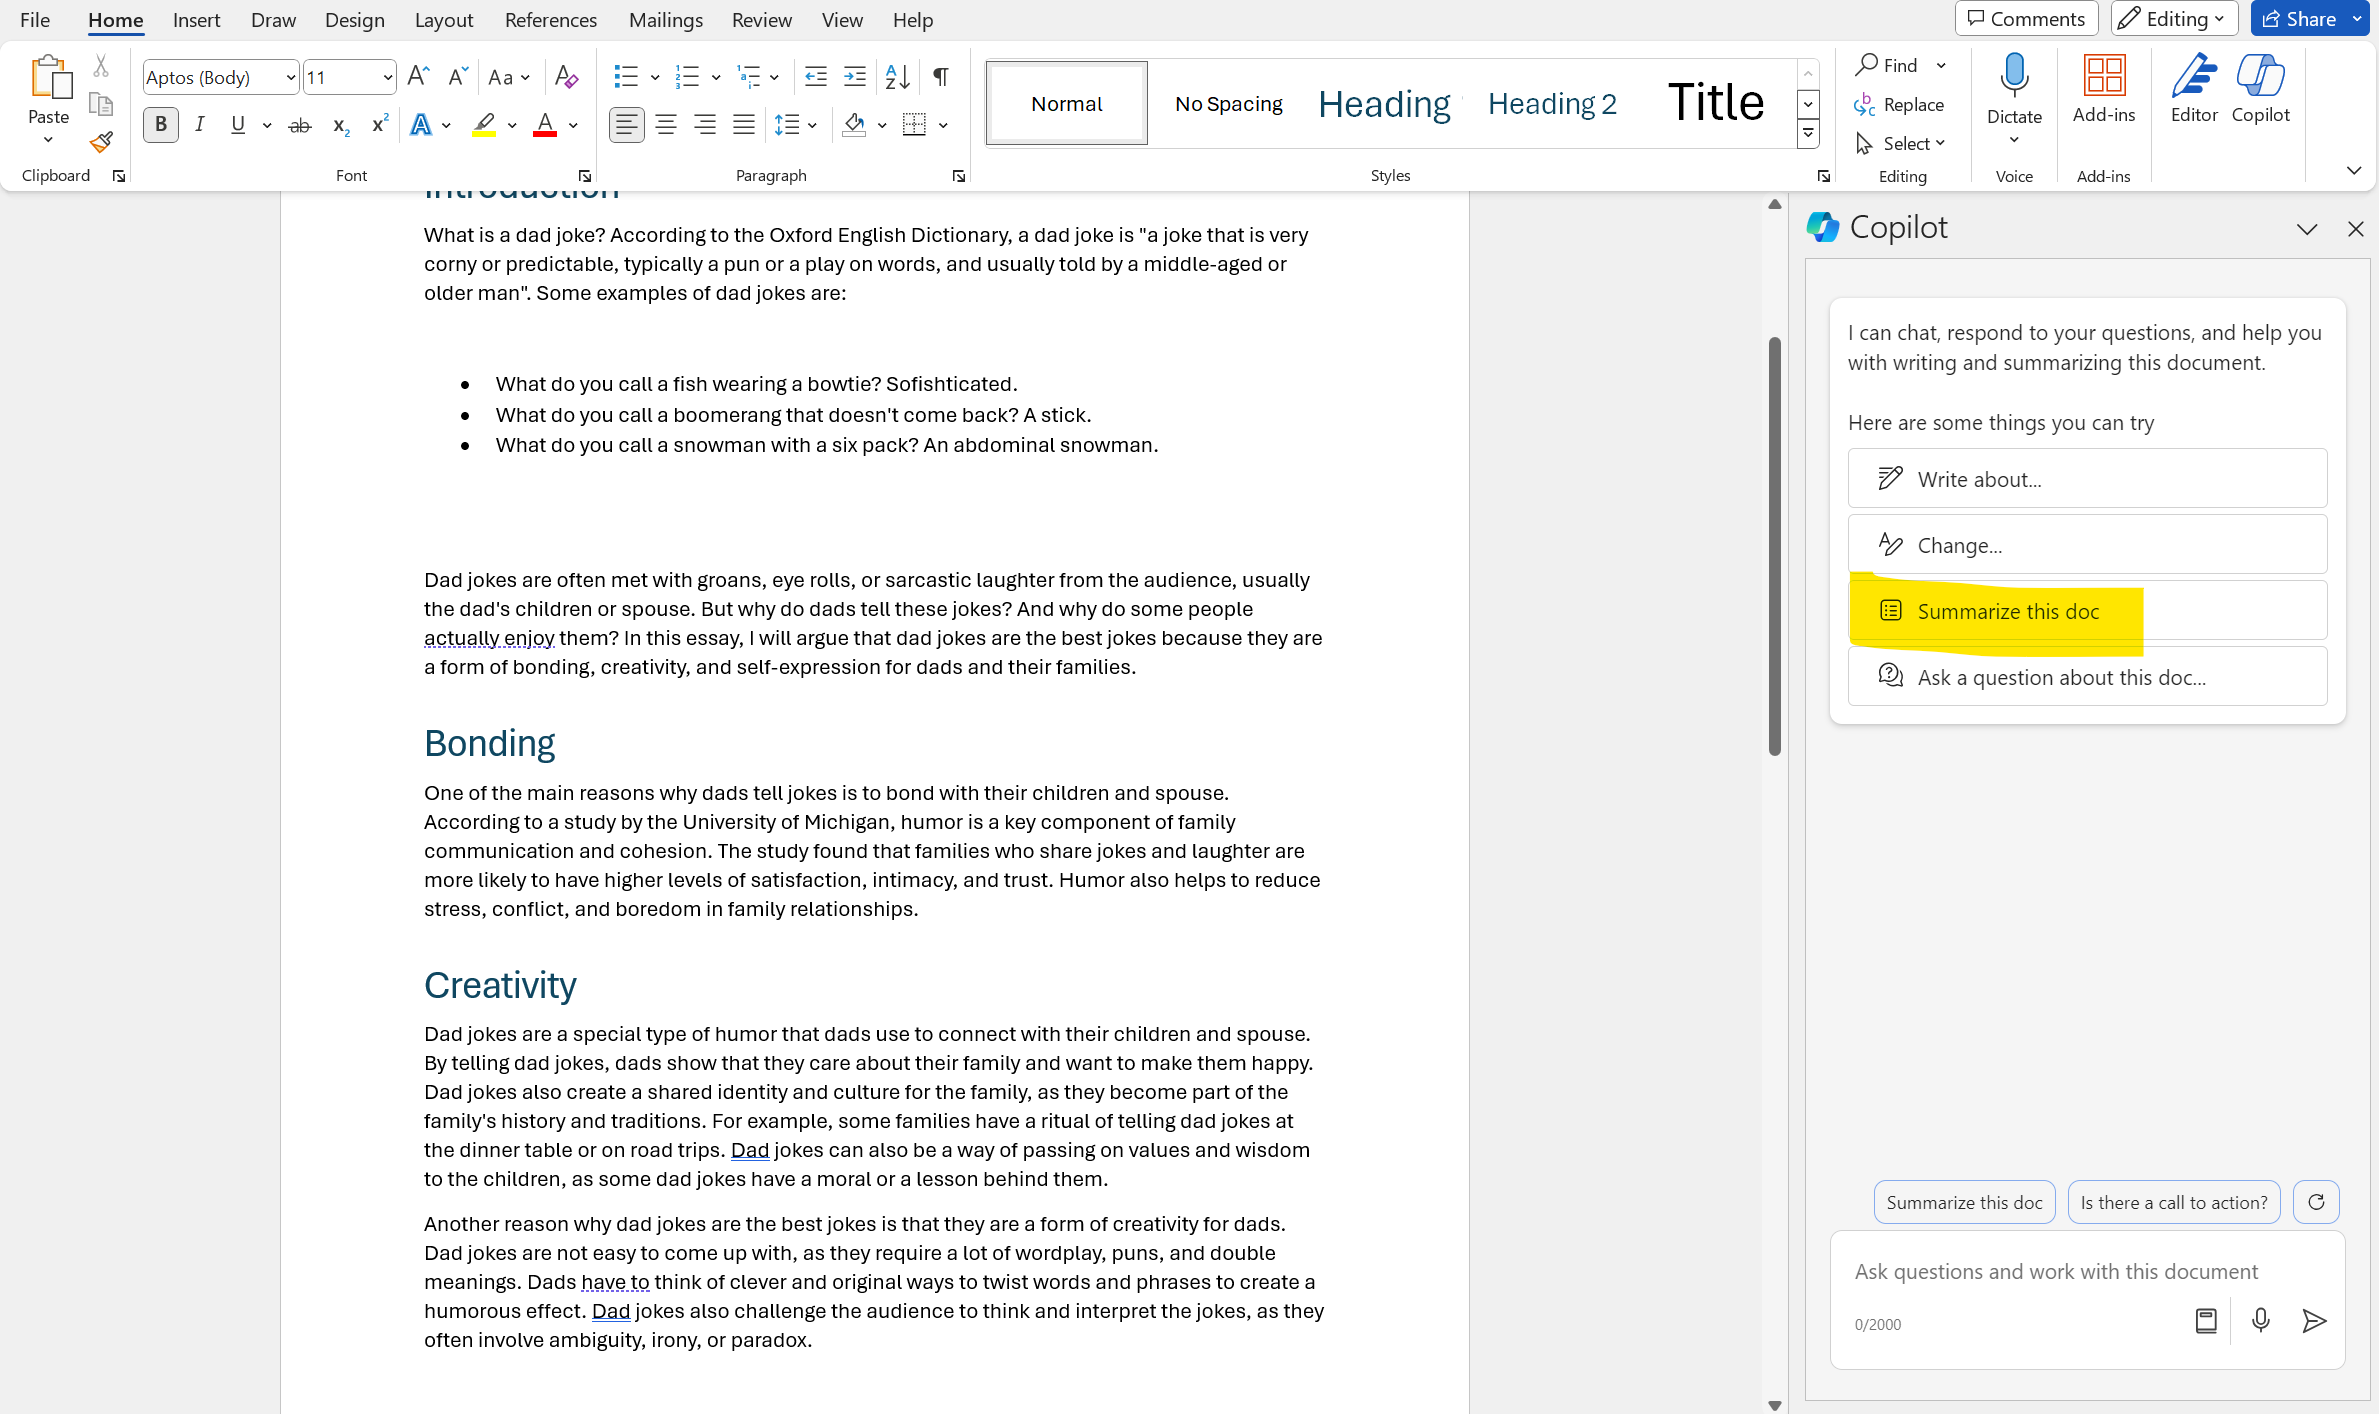 File Home Insert Draw Design Layout References Mailings Review View Help
Comments Editing Share
Paste
Clipboard
Aptos (Body) 11
Font
Paragraph
Normal No Spacing Heading Heading 2 Title
Styles
Find
Replace
Select
Editing
Dictate
Voice
Add-ins
Add-ins
Editor Copilot
Introduction
What is a dad joke? According to the Oxford English Dictionary, a dad joke is "a joke that is very
corny or predictable, typically a pun or a play on words, and usually told by a middle-aged or
older man". Some examples of dad jokes are:
• What do you call a fish wearing a bowtie? Sofishticated.
• What do you call a boomerang that doesn't come back? A stick.
• What do you call a snowman with a six pack? An abdominal snowman.
Dad jokes are often met with groans, eye rolls, or sarcastic laughter from the audience, usually
the dad's children or spouse. But why do dads tell these jokes? And why do some people
actually enjoy them? In this essay, I will argue that dad jokes are the best jokes because they are
a form of bonding, creativity, and self-expression for dads and their families.
Bonding
One of the main reasons why dads tell jokes is to bond with their children and spouse.
According to a study by the University of Michigan, humor is a key component of family
communication and cohesion. The study found that families who share jokes and laughter are
more likely to have higher levels of satisfaction, intimacy, and trust. Humor also helps to reduce
stress, conflict, and boredom in family relationships.
Creativity
Dad jokes are a special type of humor that dads use to connect with their children and spouse.
By telling dad jokes, dads show that they care about their family and want to make them happy.
Dad jokes also create a shared identity and culture for the family, as they become part of the
family's history and traditions. For example, some families have a ritual of telling dad jokes at
the dinner table or on road trips. Dad jokes can also be a way of passing on values and wisdom
to the children, as some dad jokes have a moral or a lesson behind them.
Another reason why dad jokes are the best jokes is that they are a form of creativity for dads.
Dad jokes are not easy to come up with, as they require a lot of wordplay, puns, and double
meanings. Dads have to think of clever and original ways to twist words and phrases to create a
humorous effect. Dad jokes also challenge the audience to think and interpret the jokes, as they
often involve ambiguity, irony, or paradox.
Copilot
I can chat, respond to your questions, and help you
with writing and summarizing this document.
Here are some things you can try
Write about...
Change...
Summarize this doc
Ask a question about this doc...
Summarize this doc Is there a call to action?
Ask questions and work with this document
0/2000